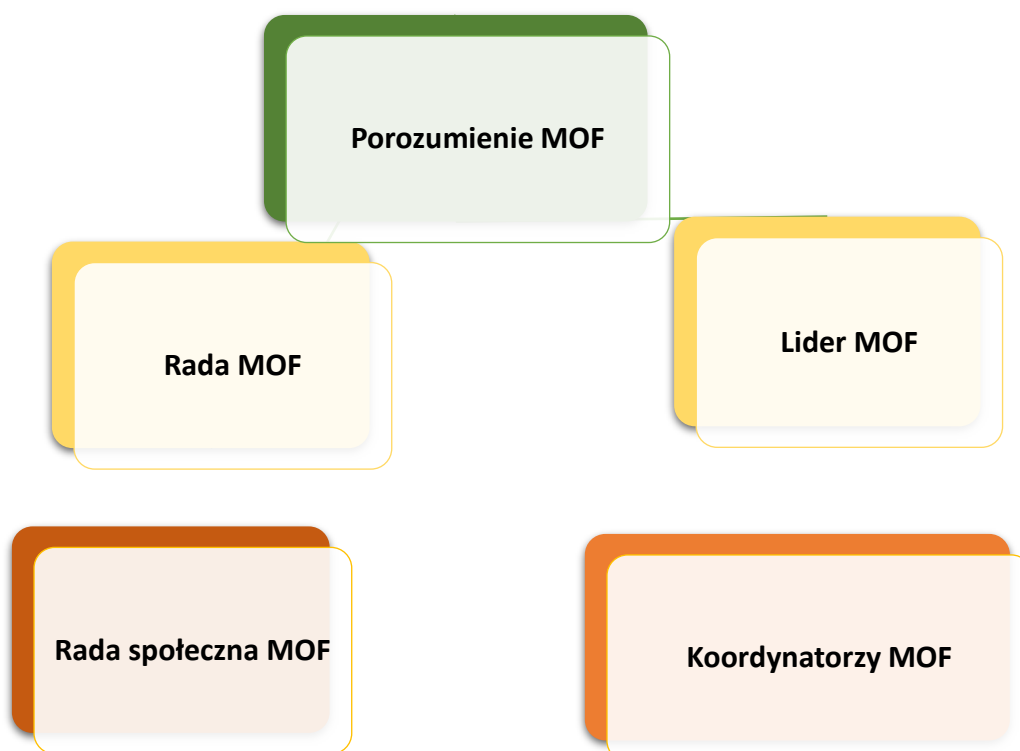 Porozumienie MOF
Rada MOF
Lider MOF
Rada społeczna MOF
Koordynatorzy MOF